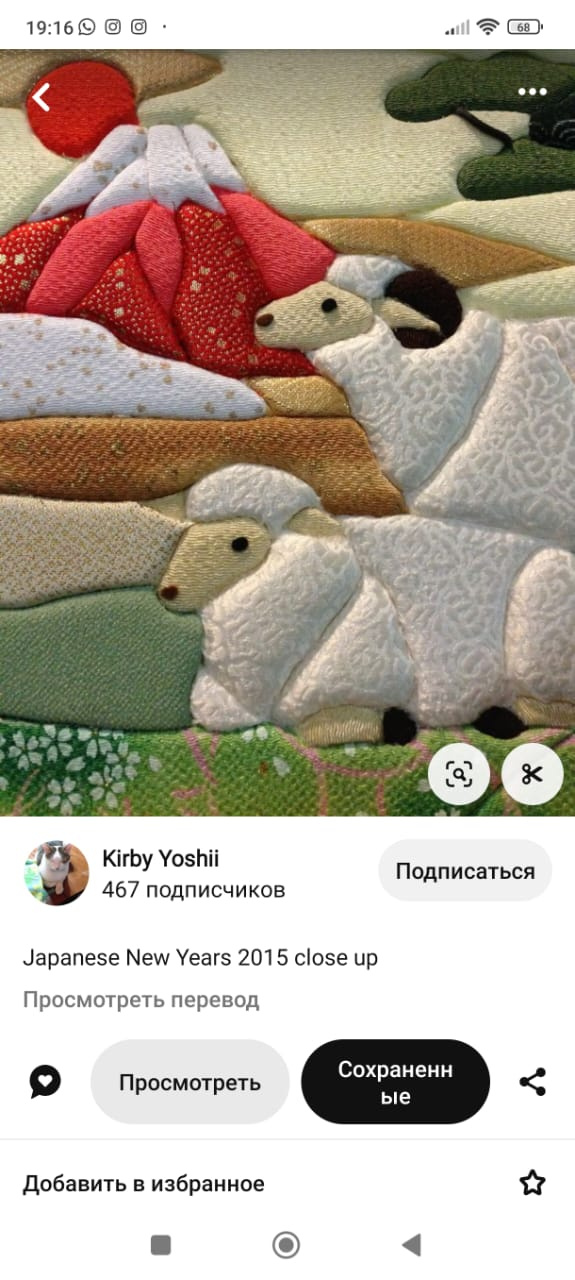 19:16
68
Kirby Yoshii
467 подписчиков
Подписаться
Japanese New Years 2015 close up
Просмотреть перевод
Просмотреть
Сохраненн
ые
Добавить в избранное